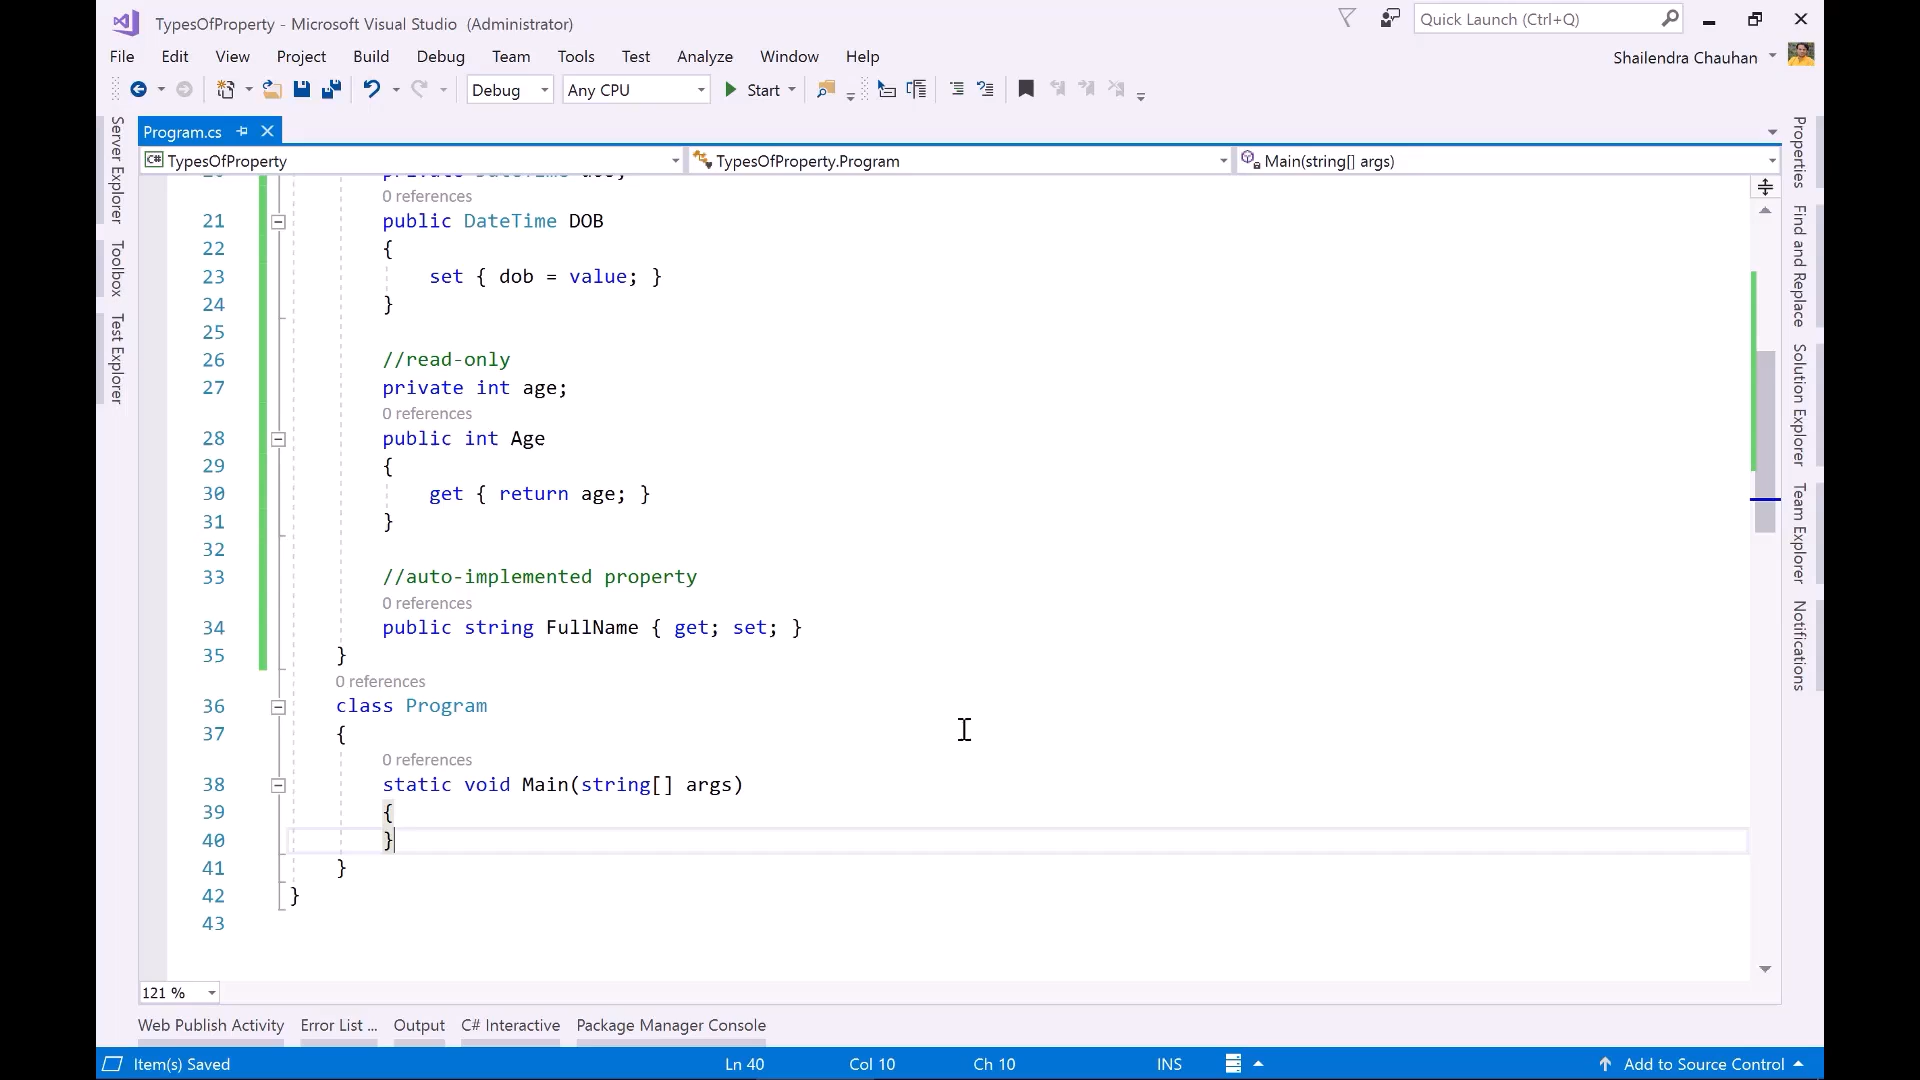 TypesOfProperty - Microsoft Visual Studio (Administrator)
Quick Launch (Ctrl+Q)
File Edit View Project Build Debug Team Tools Test Analyze Window Help
Shailendra Chauhan
Debug Any CPU Start
Program.cs
C# TypesOfProperty
TypesOfProperty.Program
Main(string[] args)
Server Explorer
Toolbox
Test Explorer
0 references
21 public DateTime DOB
22 {
23 set { dob = value; }
24 }
25
26 //read-only
27 private int age;
0 references
28 public int Age
29 {
30 get { return age; }
31 }
32
33 //auto-implemented property
0 references
34 public string FullName { get; set; }
35 }
0 references
36 class Program
37 {
0 references
38 static void Main(string[] args)
39 {
40 }
41 }
42 }
43
Properties
Find and Replace
Solution Explorer
Team Explorer
Notifications
121 %
Web Publish Activity Error List ... Output C# Interactive Package Manager Console
Item(s) Saved Ln 40 Col 10 Ch 10 INS Add to Source Control